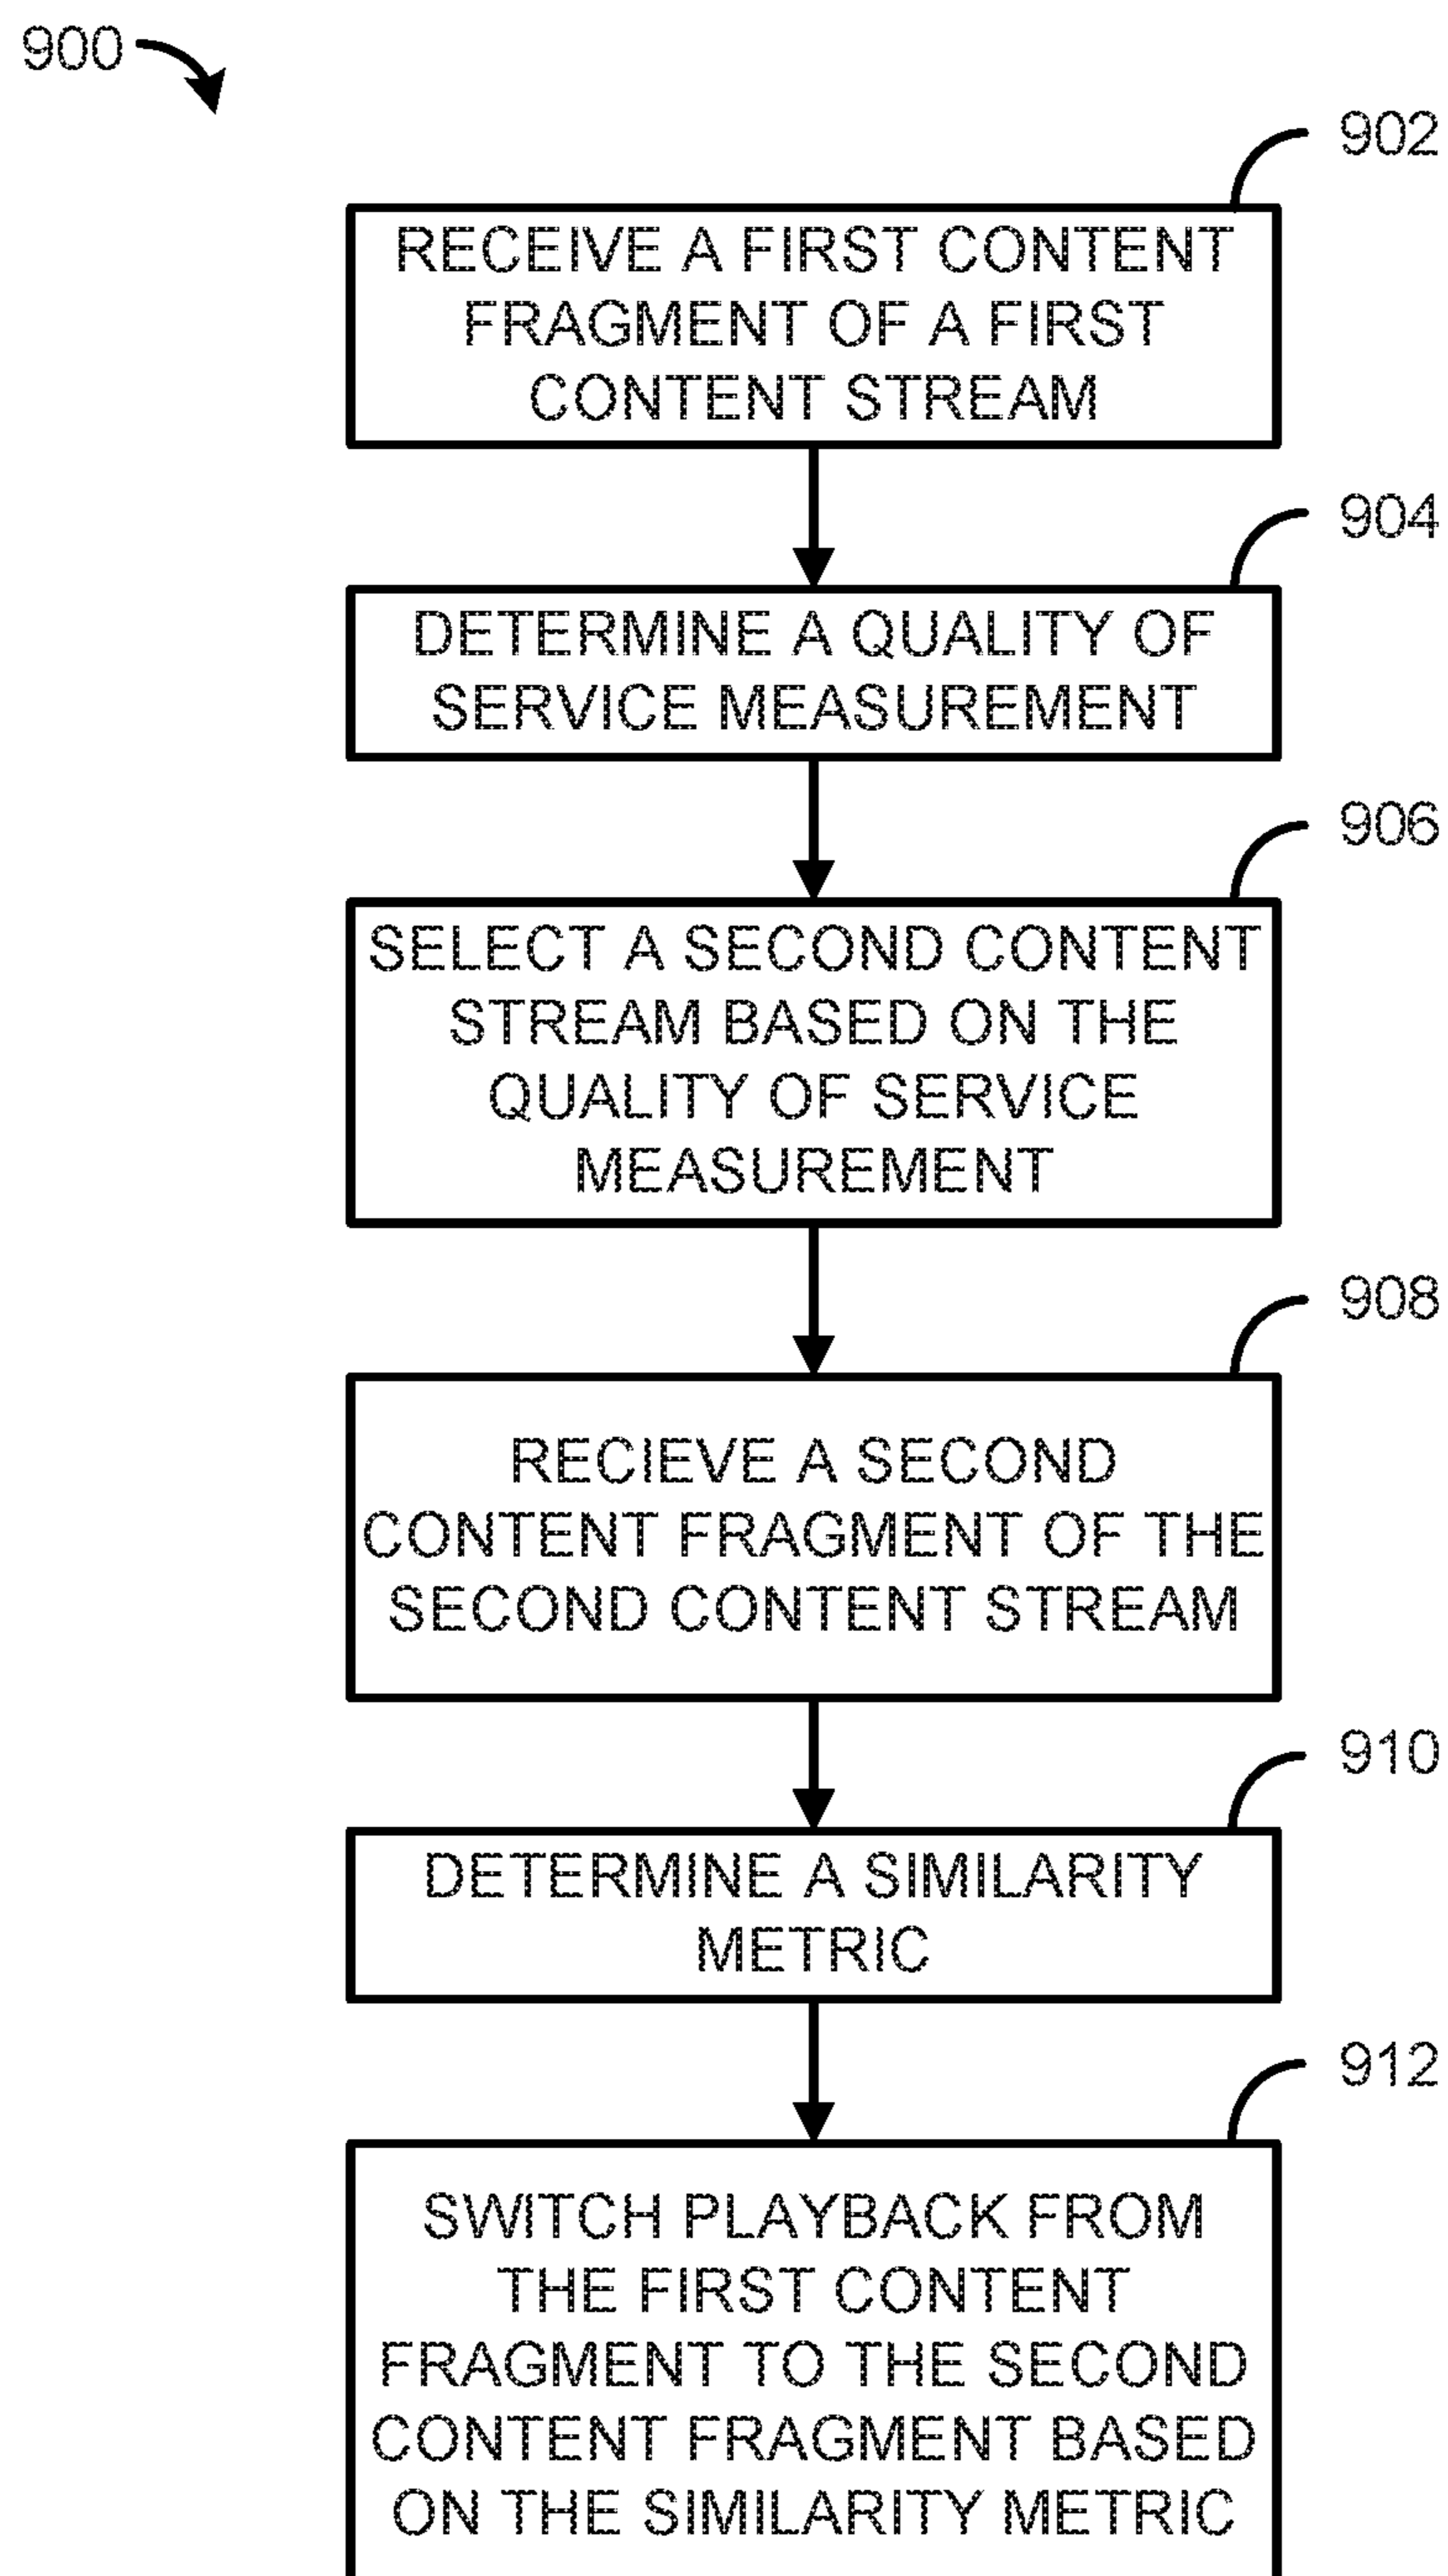 900
902
RECEIVE A FIRST CONTENT
FRAGMENT OF A FIRST
CONTENT STREAM
904
DETERMINE A QUALITY OF
SERVICE MEASUREMENT
906
SELECT A SECOND CONTENT
STREAM BASED ON THE
QUALITY OF SERVICE
MEASUREMENT
908
RECIEVE A SECOND
CONTENT FRAGMENT OF THE
SECOND CONTENT STREAM
910
DETERMINE A SIMILARITY
METRIC
912
SWITCH PLAYBACK FROM
THE FIRST CONTENT
FRAGMENT TO THE SECOND
CONTENT FRAGMENT BASED
ON THE SIMILARITY METRIC